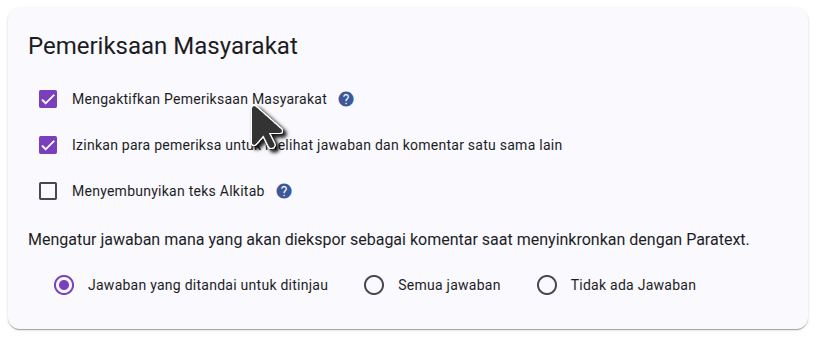 Pemeriksaan Masyarakat
Mengaktifkan Pemeriksaan Masyarakat ?
Izinkan para pemeriksa melihat jawaban dan komentar satu sama lain
Menyembunyikan teks Alkitab ?
Mengatur jawaban mana yang akan diekspor sebagai komentar saat menyinkronkan dengan Paratext.
Jawaban yang ditandai untuk ditinjau Semua jawaban Tidak ada Jawaban